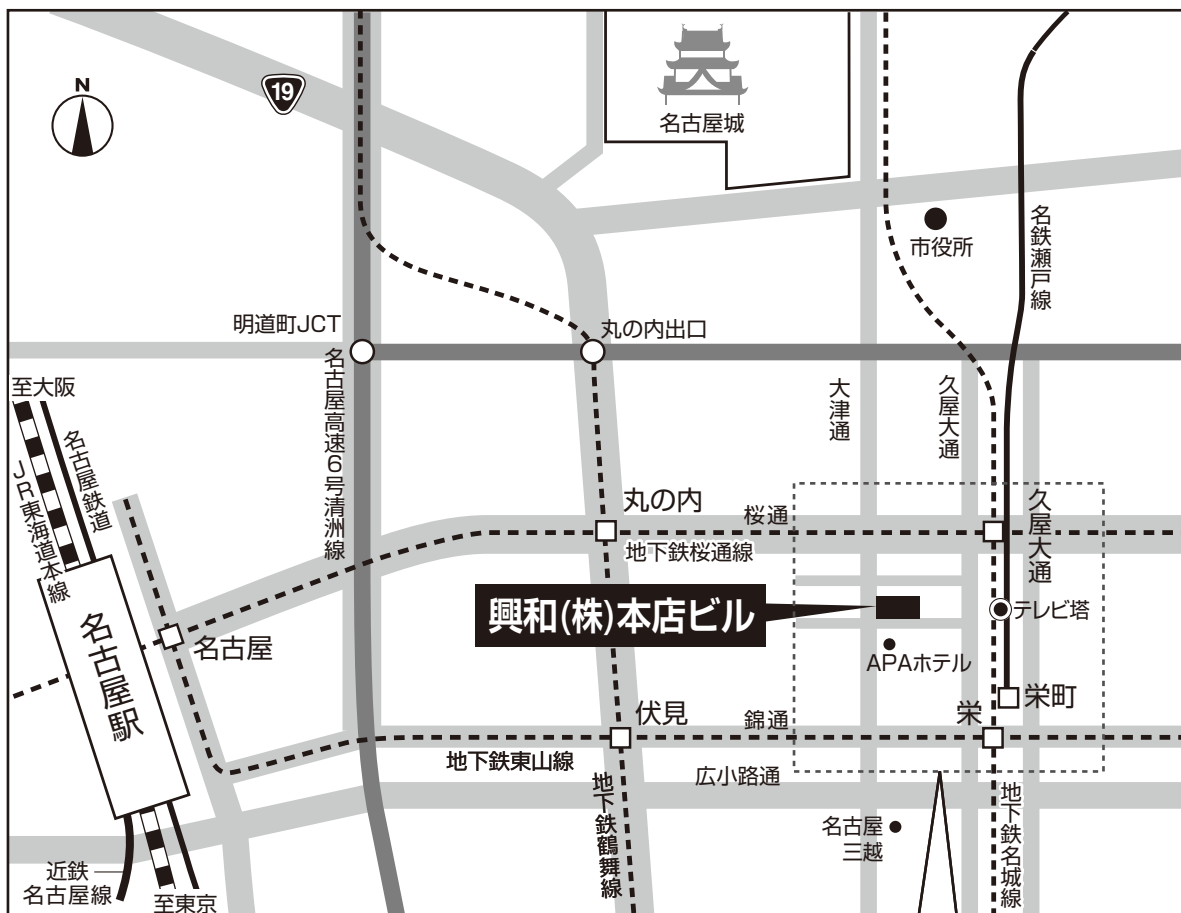 N
19
名古屋城
市役所
名鉄瀬戸線
明道町JCT
丸の内出口
名古屋高速6号清洲線
大津通
久屋大通
至大阪
名古屋鉄道
JR東海道本線
丸の内
桜通
久屋大通
地下鉄桜通線
興和(株)本店ビル
テレビ塔
名古屋
名古屋駅
APAホテル
栄町
伏見
錦通
栄
地下鉄東山線
広小路通
地下鉄鶴舞線
地下鉄名城線
名古屋
三越
近鉄
名古屋線
至東京